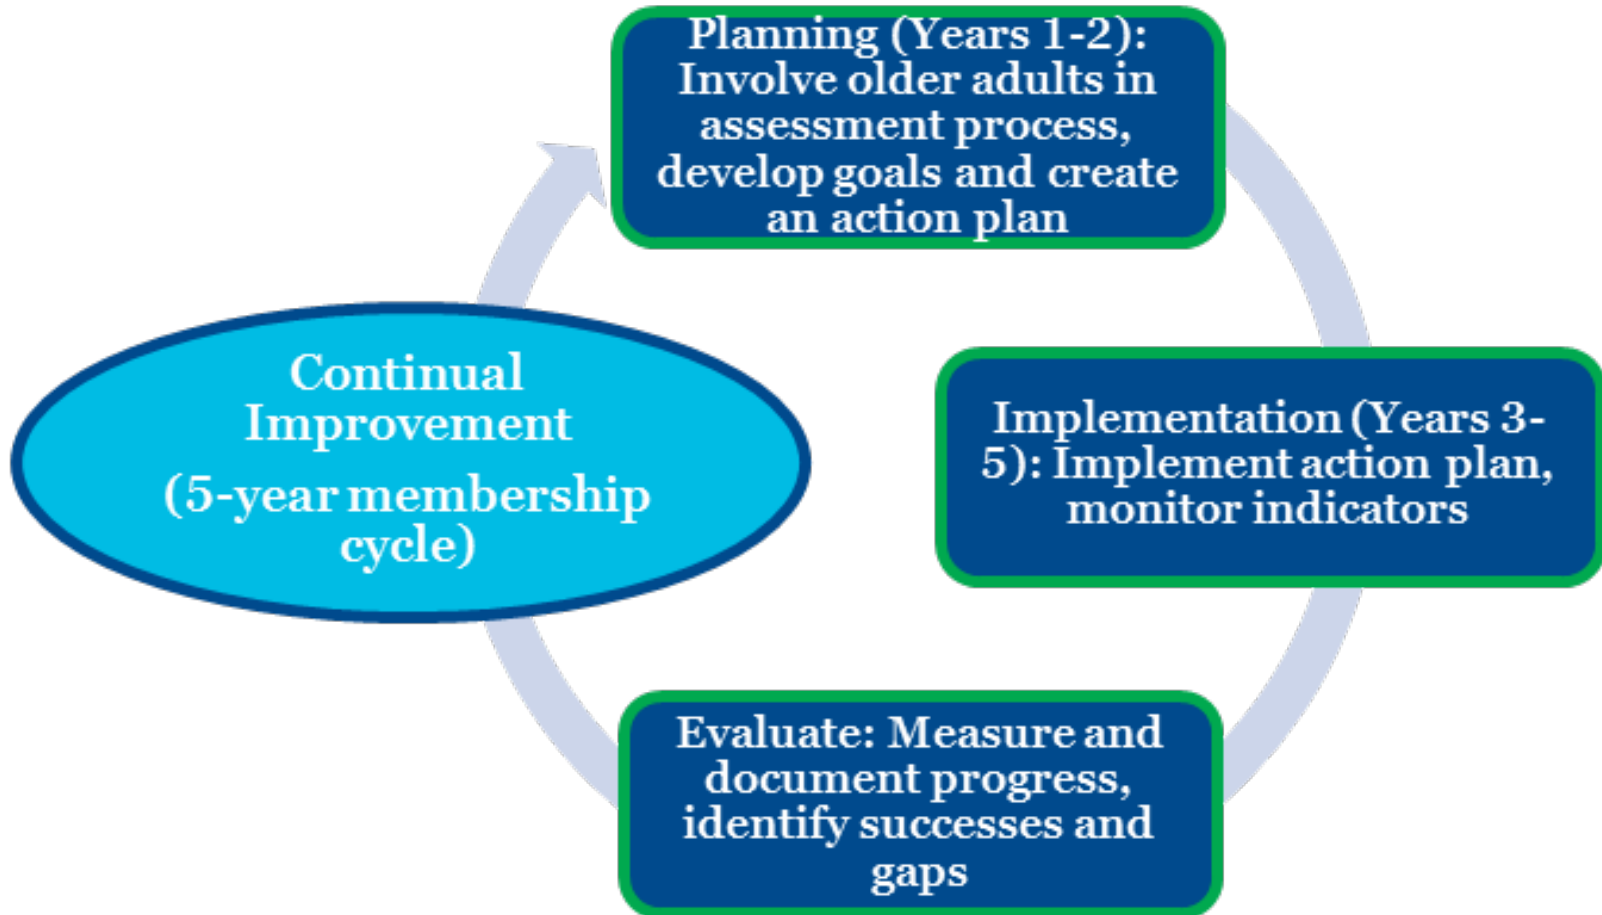 Planning (Years 1-2):
Involve older adults in
assessment process,
develop goals and create
an action plan
Implementation (Years 3-
5): Implement action plan,
monitor indicators
Evaluate: Measure and
document progress,
identify successes and
gaps
Continual
Improvement
(5-year membership
cycle)